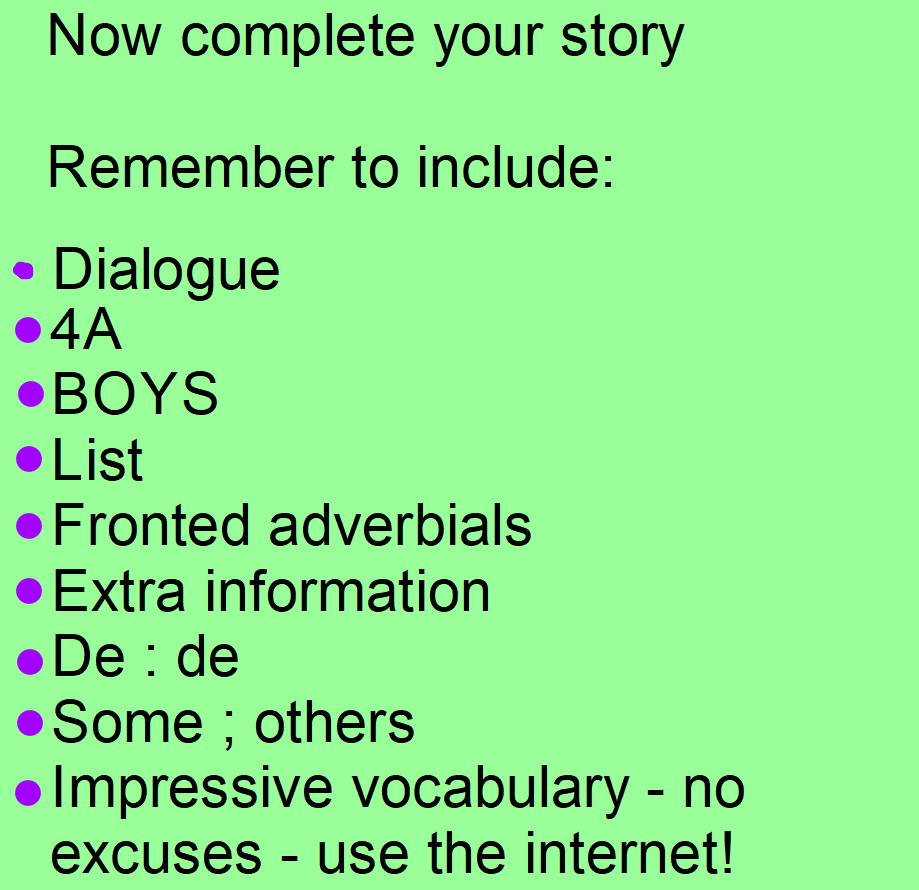 Now complete your story
Remember to include:
Dialogue
4A
BOYS
List
Fronted adverbials
Extra information
De : de
Some ; others
Impressive vocabulary - no
excuses - use the internet!